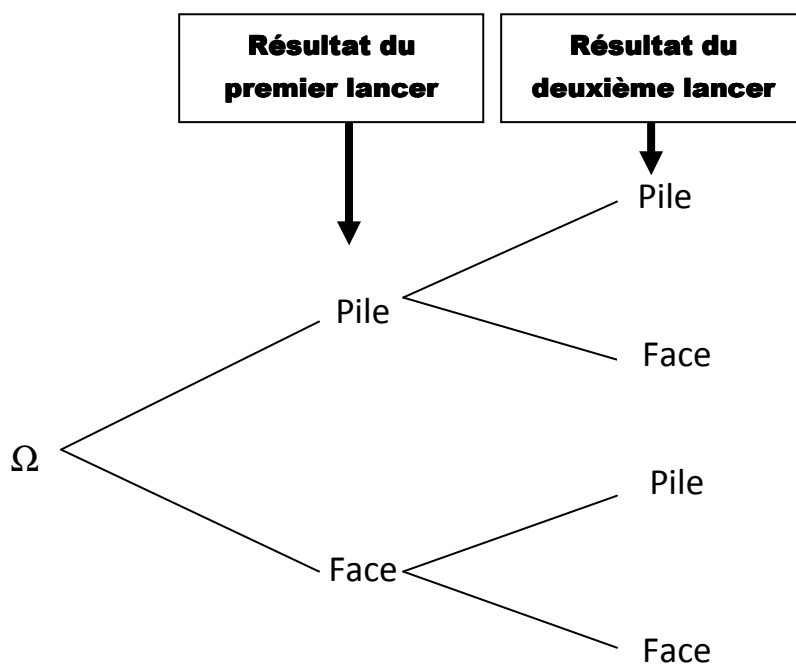 Résultat du
premier lancer
Résultat du
deuxième lancer
Pile
Pile
Face
Ω
Pile
Face
Face